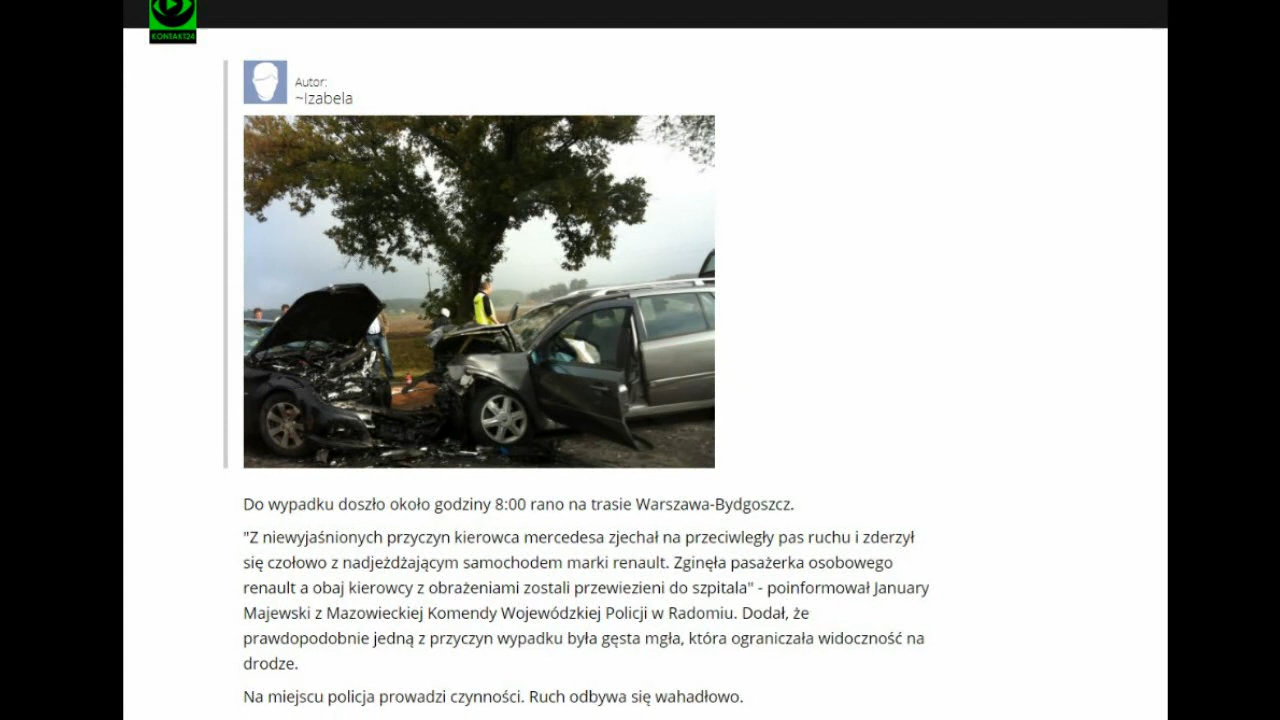 KONTAKT24
Autor:
~Izabela
Do wypadku doszło około godziny 8:00 rano na trasie Warszawa-Bydgoszcz.
"Z niewyjaśnionych przyczyn kierowca mercedesa zjechał na przeciwległy pas ruchu i zderzył
się czołowo z nadjeżdżającym samochodem marki renault. Zginęła pasażerka osobowego
renault a obaj kierowcy z obrażeniami zostali przewiezieni do szpitala" - poinformował January
Majewski z Mazowieckiej Komendy Wojewódzkiej Policji w Radomiu. Dodał, że
prawdopodobnie jedną z przyczyn wypadku była gęsta mgła, która ograniczała widoczność na
drodze.
Na miejscu policja prowadzi czynności. Ruch odbywa się wahadłowo.